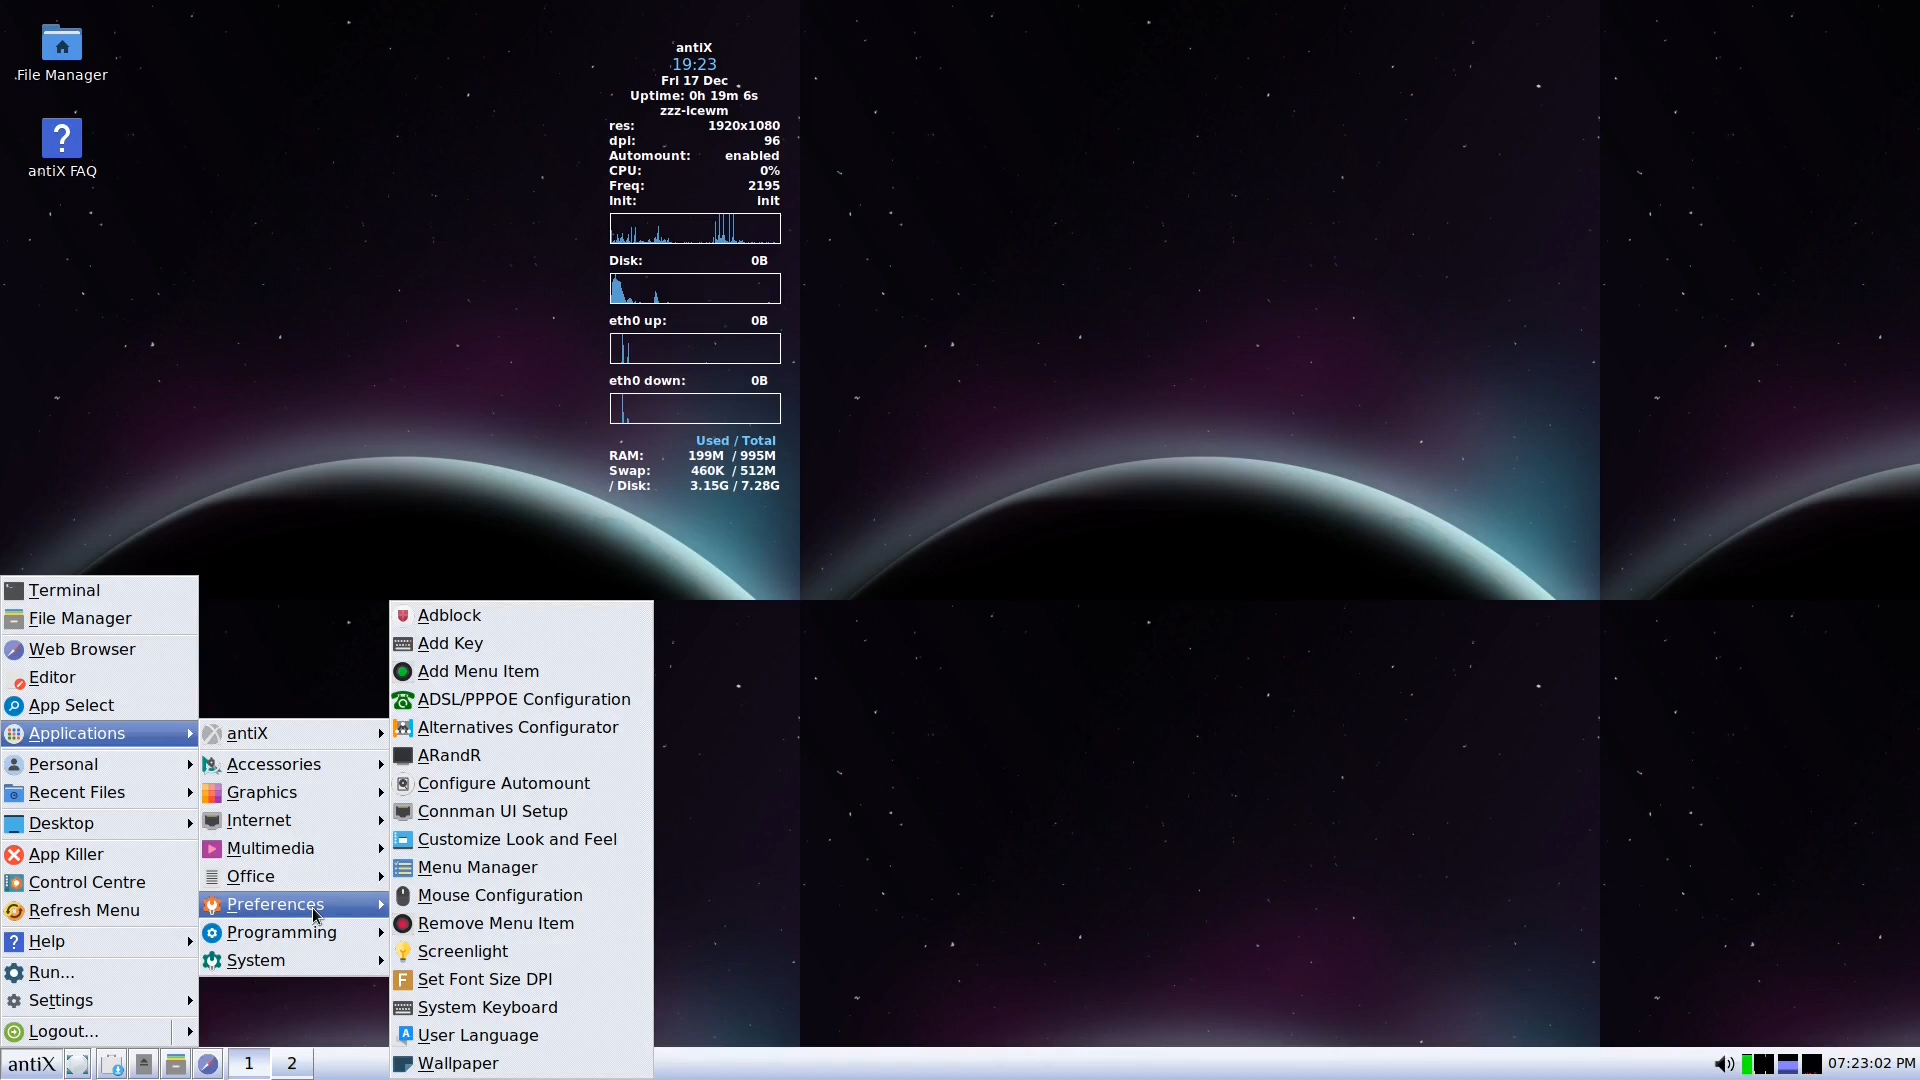 File Manager
antiX FAQ
antiX
19:23
Fri 17 Dec
Uptime: 0h 19m 6s
zzz-icewm
res: 1920x1080
dpi: 96
Automount: enabled
CPU: 0%
Freq: 2195
Init: init
Disk: 0B
eth0 up: 0B
eth0 down: 0B
Used / Total
RAM: 199M / 995M
Swap: 460K / 512M
/ Disk: 3.15G / 7.28G
Terminal
File Manager
Web Browser
Editor
App Select
Applications
Personal
Recent Files
Desktop
App Killer
Control Centre
Refresh Menu
Help
Run...
Settings
Logout...
antiX
Accessories
Graphics
Internet
Multimedia
Office
Preferences
Programming
System
Adblock
Add Key
Add Menu Item
ADSL/PPPOE Configuration
Alternatives Configurator
ARandR
Configure Automount
Connman UI Setup
Customize Look and Feel
Menu Manager
Mouse Configuration
Remove Menu Item
Screenlight
Set Font Size DPI
System Keyboard
User Language
Wallpaper
antiX 1 2 07:23:02 PM